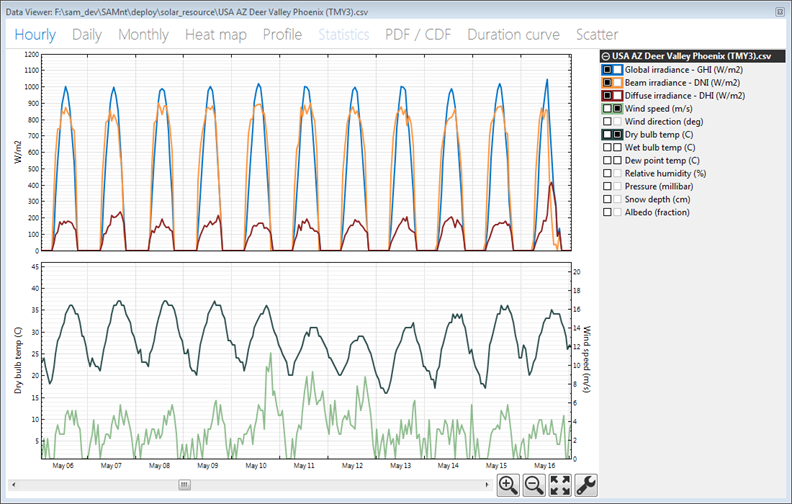 Data Viewer: F:\sam_dev\SAMnt\deploy\solar_resource\USA AZ Deer Valley Phoenix (TMY3).csv
Hourly Daily Monthly Heat map Profile Statistics PDF / CDF Duration curve Scatter
USA AZ Deer Valley Phoenix (TMY3).csv
Global irradiance - GHI (W/m2)
Beam irradiance - DNI (W/m2)
Diffuse irradiance - DHI (W/m2)
Wind speed (m/s)
Wind direction (deg)
Dry bulb temp (C)
Wet bulb temp (C)
Dew point temp (C)
Relative humidity (%)
Pressure (millibar)
Snow depth (cm)
Albedo (fraction)
W/m2
1200
1100
1000
900
800
700
600
500
400
300
200
100
0
Dry bulb temp (C)
45
40
35
30
25
20
15
10
5
20
18
16
14
12
10
8
6
4
2
0
Wind speed (m/s)
May 06 May 07 May 08 May 09 May 10 May 11 May 12 May 13 May 14 May 15 May 16